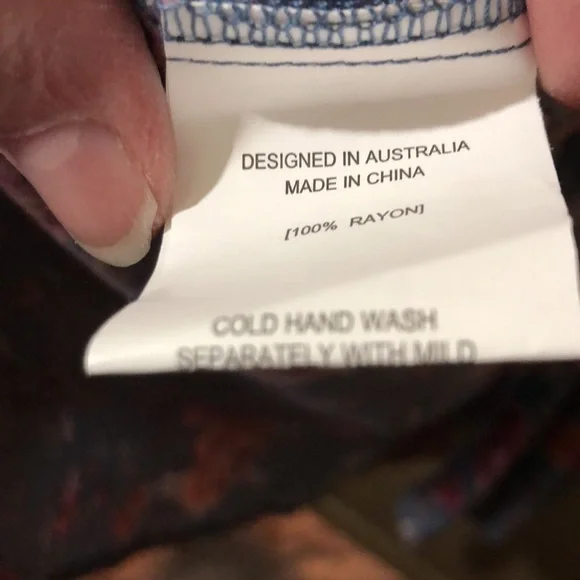 DESIGNED IN AUSTRALIA
MADE IN CHINA
[100% RAYON]
COLD HAND WASH
SEPARATELY WITH MILD